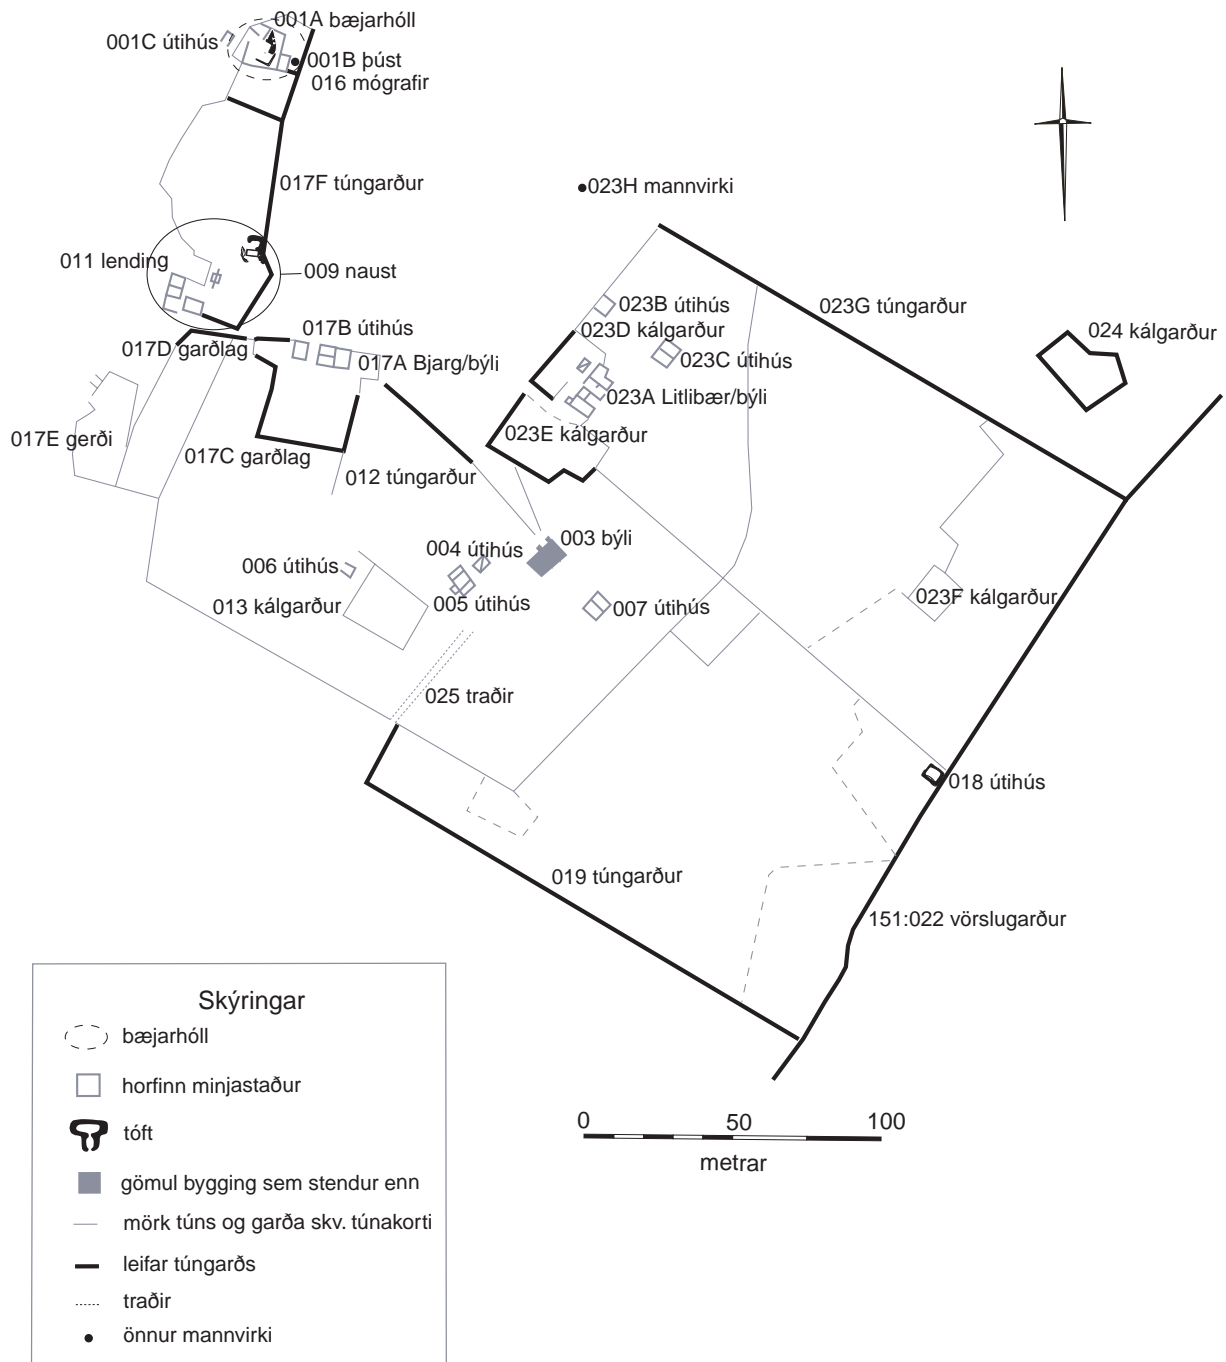 001A bæjarhóll
001C útihús
001B þúst
016 mógrafir
017F túngarður
023H mannvirki
011 lending
009 naust
023B útihús
023G túngarður
017B útihús
023D kálgarður
024 kálgarður
017D garðlag
023C útihús
017A Bjarg/býli
023A Litlibær/býli
017E gerði
023E kálgarður
017C garðlag
012 túngarður
003 býli
004 útihús
006 útihús
005 útihús
013 kálgarður
007 útihús
023F kálgarður
025 traðir
018 útihús
019 túngarður
151:022 vörslugarður
Skýringar
bæjarhóll
horfinn minjastaður
tóft
gömul bygging sem stendur enn
mörk túns og garða skv. túnakorti
leifar túngarðs
traðir
önnur mannvirki
0 50 100
metrar